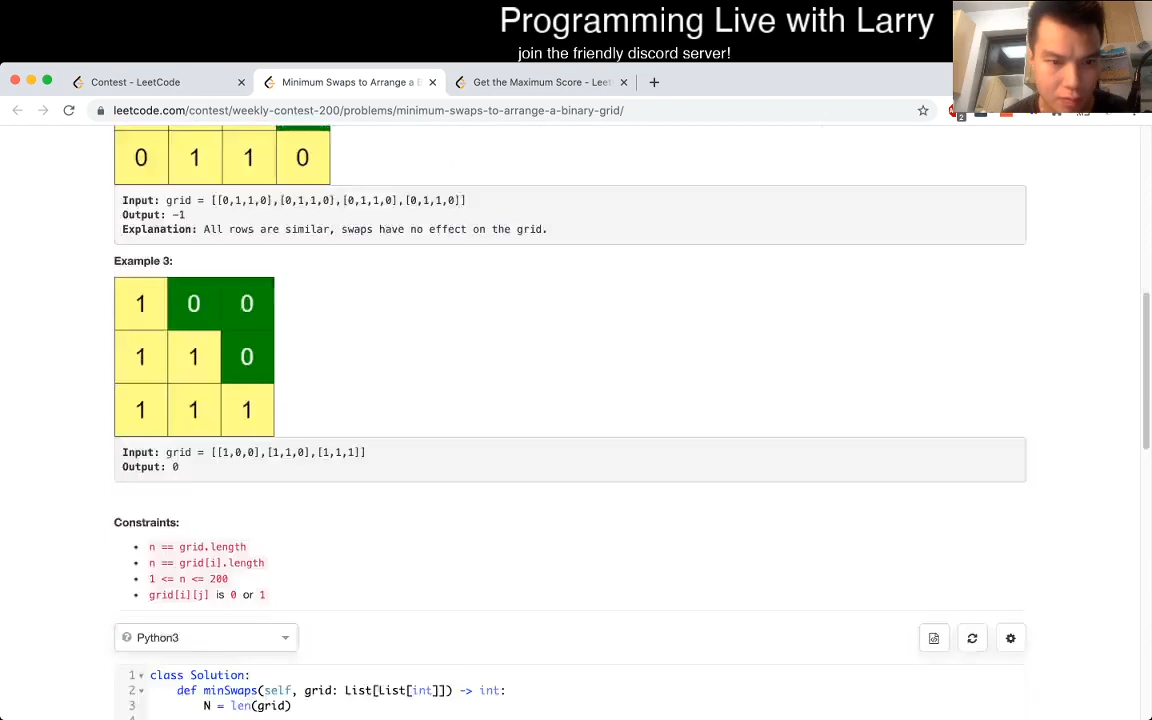 Programming Live with Larry
join the friendly discord server!
Contest - LeetCode
Minimum Swaps to Arrange a B
Get the Maximum Score - Leet
leetcode.com/contest/weekly-contest-200/problems/minimum-swaps-to-arrange-a-binary-grid/
2
0 1 1 0
Input: grid = [[0,1,1,0],[0,1,1,0],[0,1,1,0],[0,1,1,0]]
Output: -1
Explanation: All rows are similar, swaps have no effect on the grid.
Example 3:
1 0 0
1 1 0
1 1 1
Input: grid = [[1,0,0],[1,1,0],[1,1,1]]
Output: 0
Constraints:
n == grid.length
n == grid[i].length
1 <= n <= 200
grid[i][j] is 0 or 1
Python3
1 class Solution:
2 def minSwaps(self, grid: List[List[int]]) -> int:
3 N = len(grid)